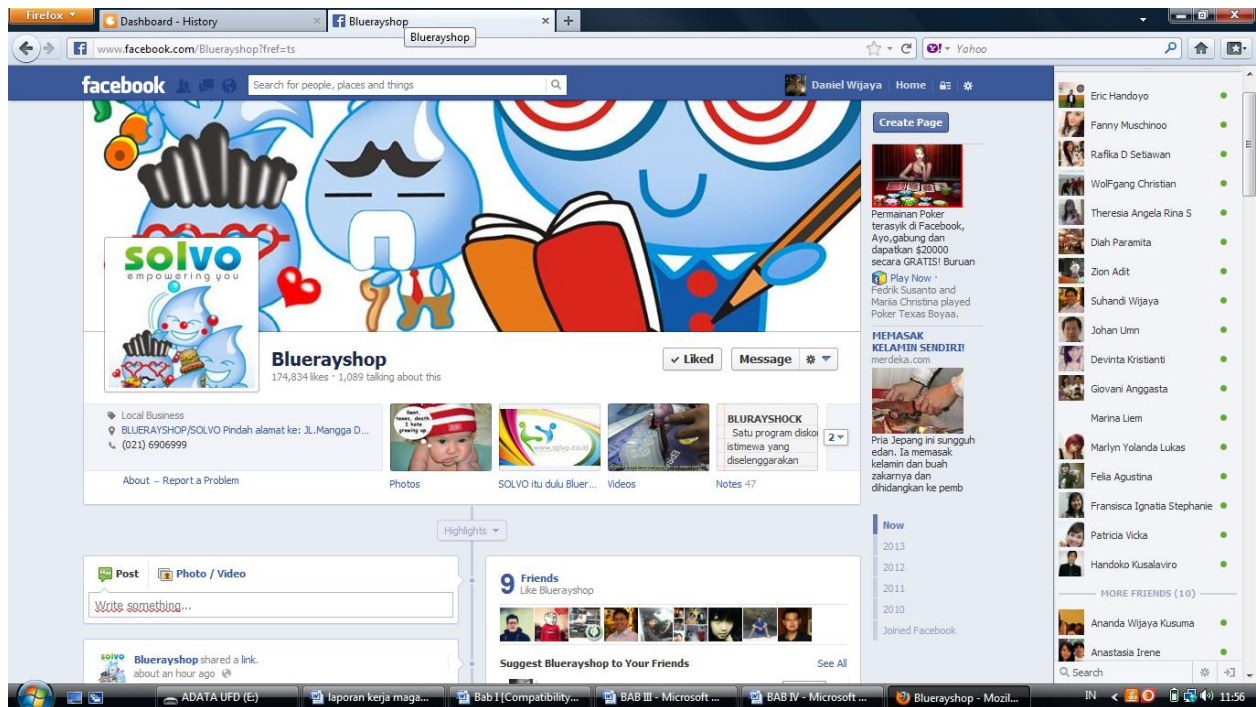 Firefox
Dashboard - History
Bluerayshop
Bluerayshop
www.facebook.com/Bluerayshop?fref=ts
Yahoo
facebook
Search for people, places and things
Daniel Wijaya
Home
solvo
empowering you
Bluerayshop
174,834 likes · 1,089 talking about this
Liked
Message
Local Business
BLUERAYSHOP/SOLVO Pindah alamat ke: JL.Mangga D...
(021) 6906999
About – Report a Problem
Rent,
taxes, death.
I hate
growing up
Photos
www.solvo.co.id
SOLVO itu dulu Bluer...
Videos
BLURAYSHOCK
Satu program diskon
istimewa yang
diselenggarakan
Notes 47
2
Highlights
Post
Photo / Video
Write something...
solvo
Bluerayshop shared a link.
about an hour ago
9 Friends
Like Bluerayshop
Suggest Bluerayshop to Your Friends
See All
Create Page
Permainan Poker
terasyik di Facebook,
Ayo,gabung dan
dapatkan $20000
secara GRATIS! Buruan
Play Now ·
Fedrik Susanto and
Mariia Christina played
Poker Texas Boyaa.
MEMASAK
KELAMIN SENDIRI!
merdeka.com
Pria Jepang ini sungguh
edan. Ia memasak
kelamin dan buah
zakarnya dan
dihidangkan ke pemb
Now
2013
2012
2011
2010
Joined Facebook
Eric Handoyo
Fanny Muschinoo
Rafika D Setiawan
WolFgang Christian
Theresia Angela Rina S
Diah Paramita
Zion Adit
Suhandi Wijaya
Johan Umn
Devinta Kristianti
Giovani Anggasta
Marina Liem
Marlyn Yolanda Lukas
Felia Agustina
Fransisca Ignatia Stephanie
Patricia Vicka
Handoko Kusalaviro
MORE FRIENDS (10)
Ananda Wijaya Kusuma
Anastasia Irene
Search
ADATA UFD (E:)
laporan kerja maga...
Bab I [Compatibility...
BAB III - Microsoft ...
BAB IV - Microsoft ...
Bluerayshop - Mozil...
IN
11:56